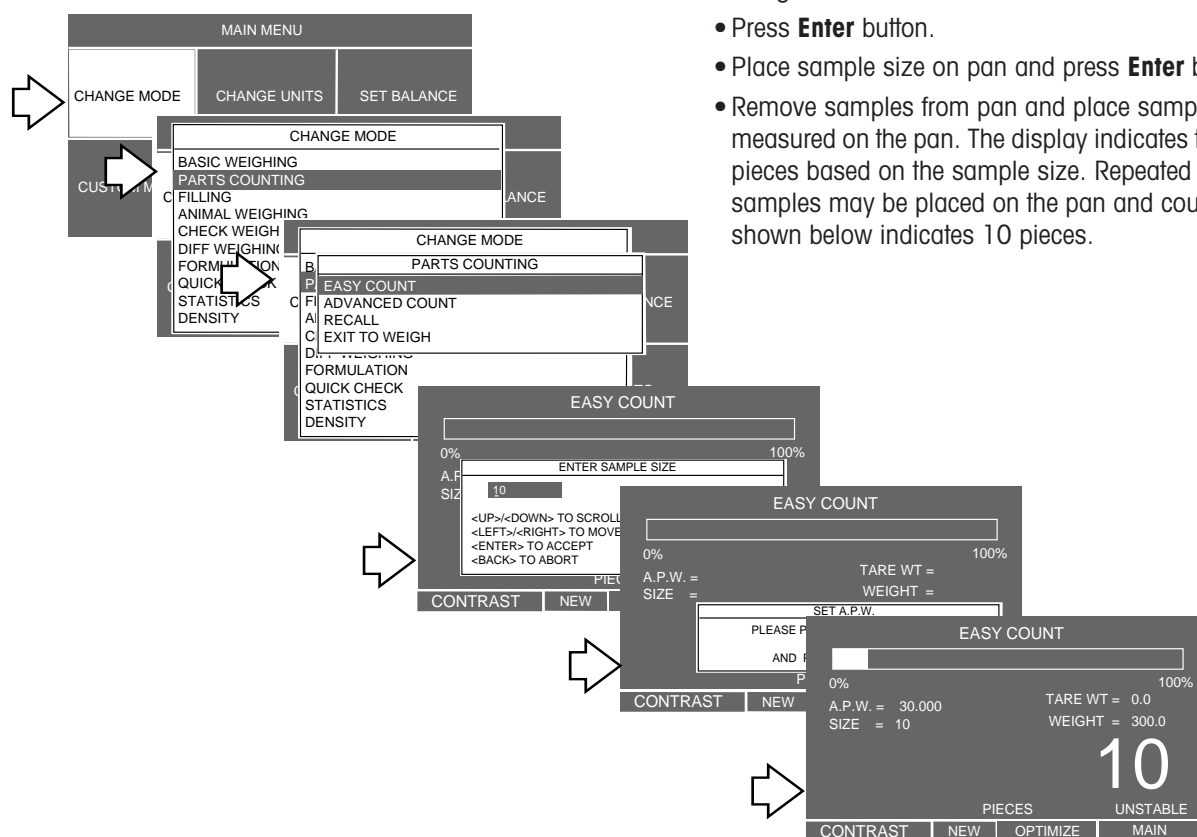 • Press Enter button.
• Place sample size on pan and press Enter
• Remove samples from pan and place
measured on the pan. The display indicates
pieces based on the sample size. Repeated
samples may be placed on the pan and
shown below indicates 10 pieces.
MAIN MENU
CHANGE MODE
CHANGE UNITS
SET BALANCE
CHANGE MODE
BASIC WEIGHING
PARTS COUNTING
FILLING
ANIMAL WEIGHING
CHECK WEIGH
DIFF WEIGHING
QUICK
STATISTICS
DENSITY
CHANGE MODE
PARTS COUNTING
EASY COUNT
ADVANCED COUNT
RECALL
EXIT TO WEIGH
FORMULATION
QUICK CHECK
STATISTICS
DENSITY
EASY COUNT
0% 100%
ENTER SAMPLE SIZE
10
<UP>/<DOWN> TO SCROLL
<LEFT>/<RIGHT> TO MOVE
<ENTER> TO ACCEPT
<BACK> TO ABORT
CONTRAST NEW
EASY COUNT
0% 100%
A.P.W. = TARE WT =
SIZE = WEIGHT =
SET A.P.W.
PLEASE
AND
CONTRAST NEW
EASY COUNT
0% 100%
A.P.W. = 30.000 TARE WT = 0.0
SIZE = 10 WEIGHT = 300.0
10
PIECES UNSTABLE
CONTRAST NEW OPTIMIZE MAIN